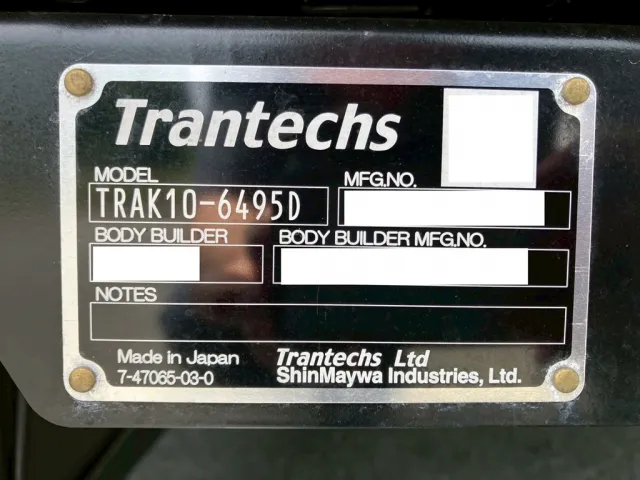 Trantechs
MODEL
MFG.NO.
TRAK10-6495D
BODY BUILDER
BODY BUILDER MFG.NO.
NOTES
Made in Japan
Trantechs Ltd
7-47065-03-0
ShinMaywa Industries, Ltd.